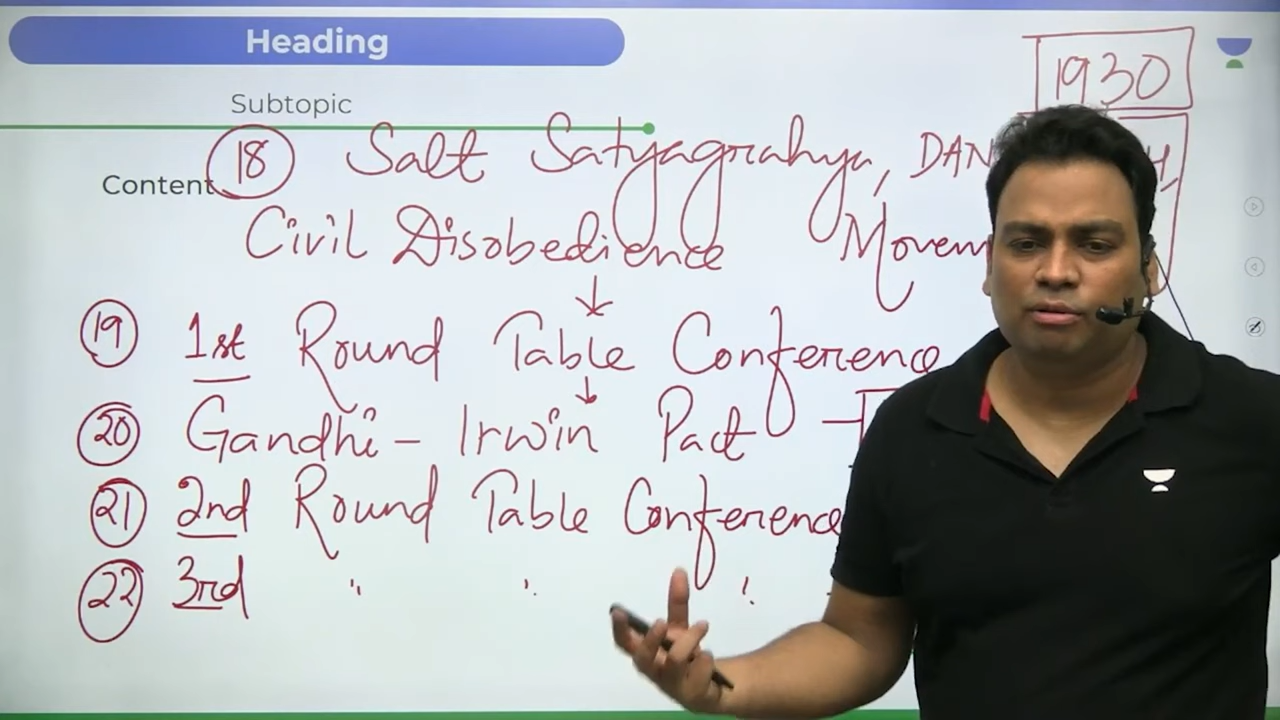 Heading
1930
Subtopic
18 Salt Satyagrahya, DAN
Content
Civil Disobedience Movem
↓
19 1st Round Table Conference
↓
20 Gandhi - Irwin Pact -
21 2nd Round Table Conference
22 3rd " " "